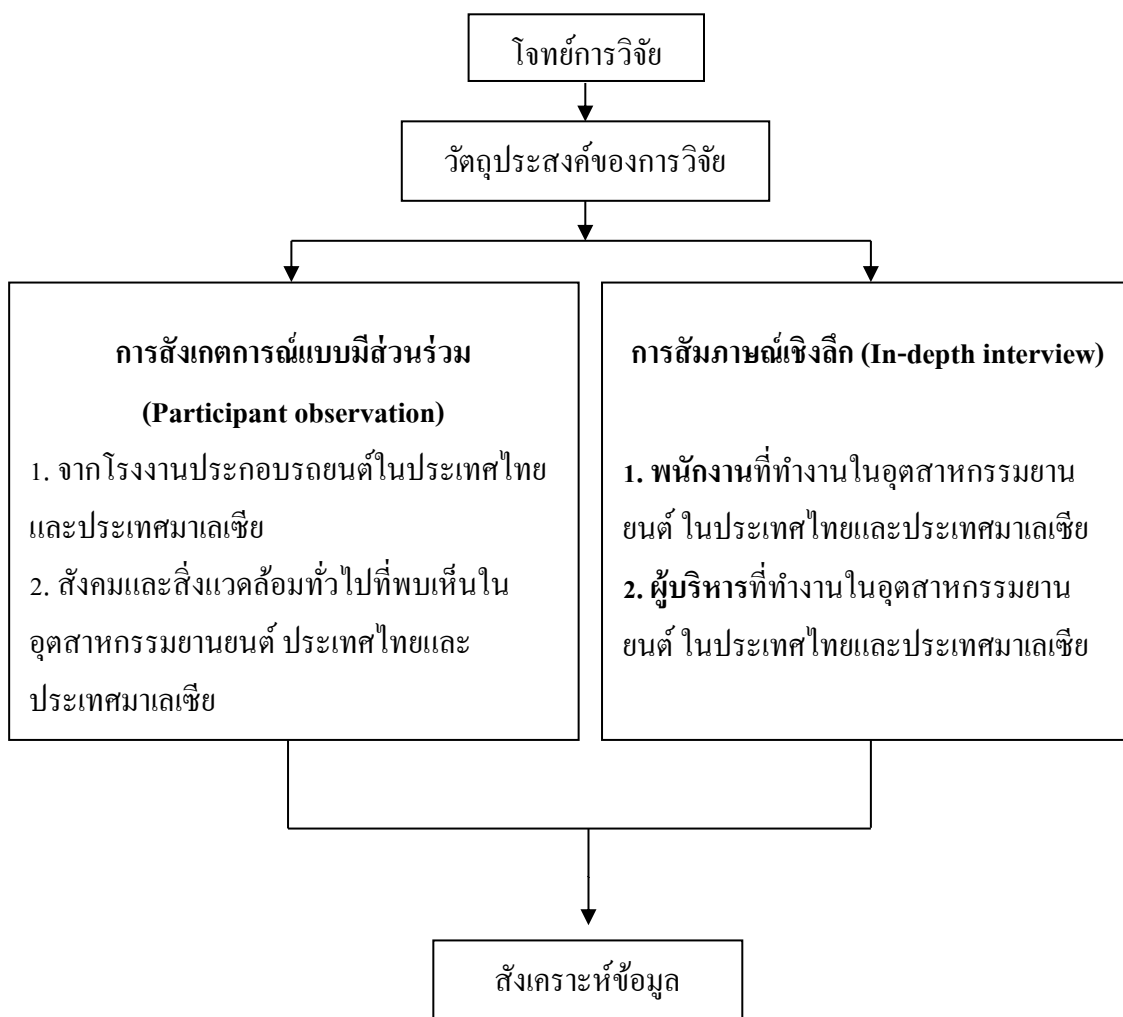 โจทย์การวิจัย
วัตถุประสงค์ของการวิจัย
การสังเกตการณ์แบบมีส่วนร่วม
(Participant observation)
1. จากโรงงานประกอบรถยนต์ในประเทศไทย
และประเทศมาเลเซีย
2. สังคมและสิ่งแวดล้อมทั่วไปที่พบเห็นใน
อุตสาหกรรมยานยนต์ ประเทศไทยและ
ประเทศมาเลเซีย
การสัมภาษณ์เชิงลึก (In-depth interview)
1. พนักงานที่ทำงานในอุตสาหกรรมยาน
ยนต์ ในประเทศไทยและประเทศมาเลเซีย
2. ผู้บริหารที่ทำงานในอุตสาหกรรมยาน
ยนต์ ในประเทศไทยและประเทศมาเลเซีย
สังเคราะห์ข้อมูล